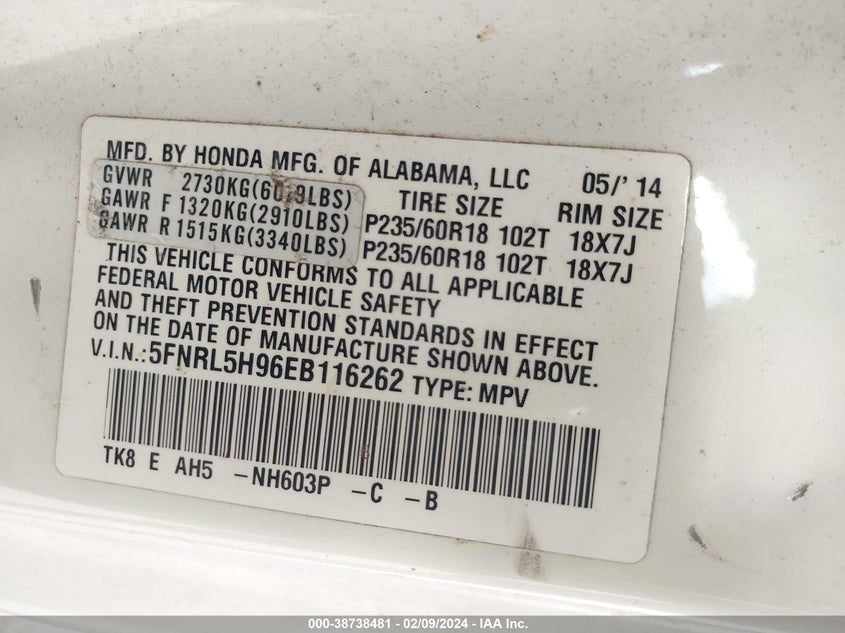 MFD. BY HONDA MFG. OF ALABAMA, LLC 05/' 14
GVWR 2730KG(6019LBS) TIRE SIZE RIM SIZE
GAWR F 1320KG(2910LBS) P235/60R18 102T 18X7J
GAWR R 1515KG(3340LBS) P235/60R18 102T 18X7J
THIS VEHICLE CONFORMS TO ALL APPLICABLE
FEDERAL MOTOR VEHICLE SAFETY
AND THEFT PREVENTION STANDARDS IN EFFECT
ON THE DATE OF MANUFACTURE SHOWN ABOVE.
V.I.N.:5FNRL5H96EB116262 TYPE: MPV
TK8 E AH5 -NH603P -C -B
000-38738481 - 02/09/2024 - IAA Inc.